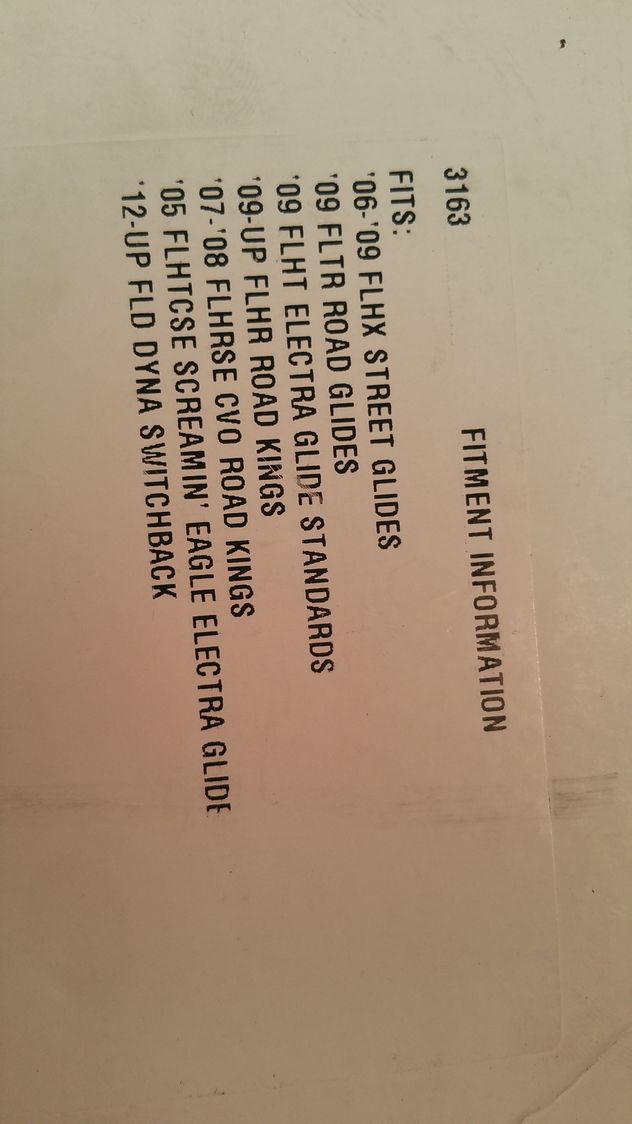 FITMENT INFORMATION
3163
FITS:
'06-'09 FLHX STREET GLIDES
'09 FLTR ROAD GLIDES
'09 FLHT ELECTRA GLIDE STANDARDS
'09-UP FLHR ROAD KINGS
'07-'08 FLHRSE CVO ROAD KINGS
'05 FLHTCSE SCREAMIN' EAGLE ELECTRA GLIDE
'12-UP FLD DYNA SWITCHBACK